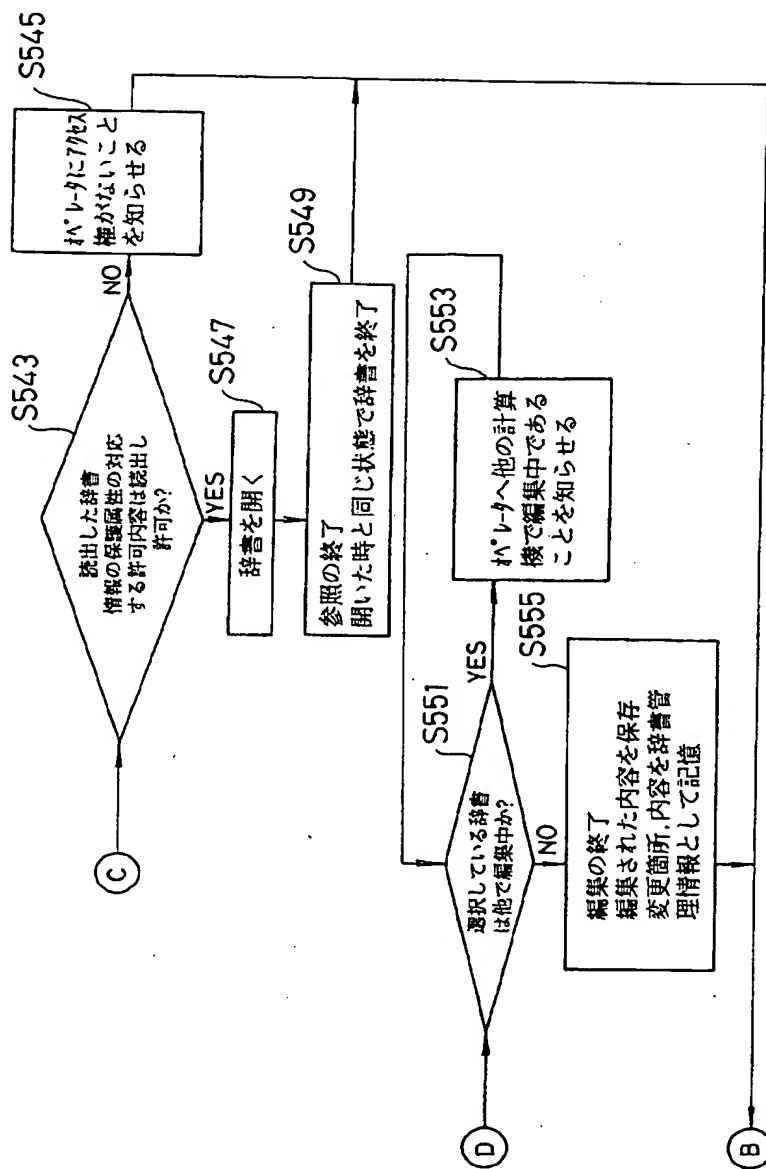 C
S543
読出した辞書
情報の保護属性の対応
する許可内容は読出し
許可か?
NO
S545
オペレータにアクセス
権がないこと
を知らせる
YES
S547
辞書を開く
S549
参照の終了
開いた時と同じ状態で辞書を終了
D
S551
選択している辞書
は他で編集中か?
YES
S553
オペレータへ他の計算
機で編集中である
ことを知らせる
NO
S555
編集の終了
編集された内容を保存
変更箇所,内容を辞書管
理情報として記憶
B